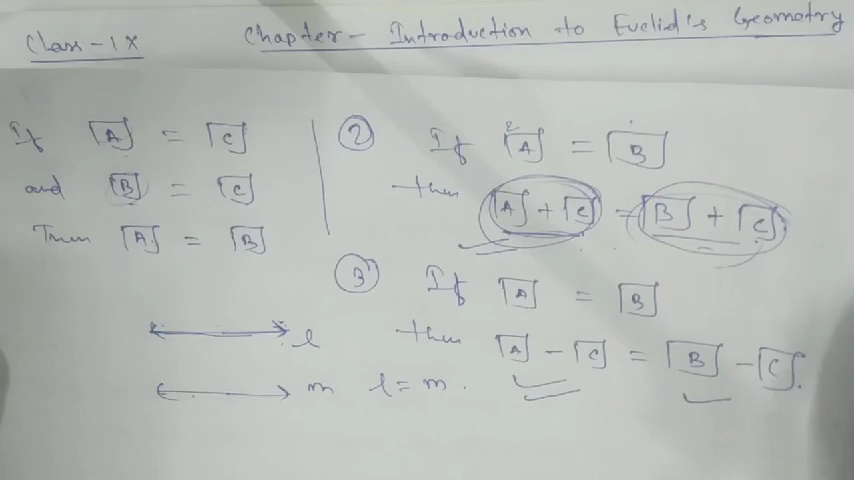 Class - IX
Chapter - Introduction to Euclid's Geometry
If A = C
and B = C
Then A = B
l
m l = m.
2 If A = B
then A + C = B + C
3 If A = B
then A - C = B - C.